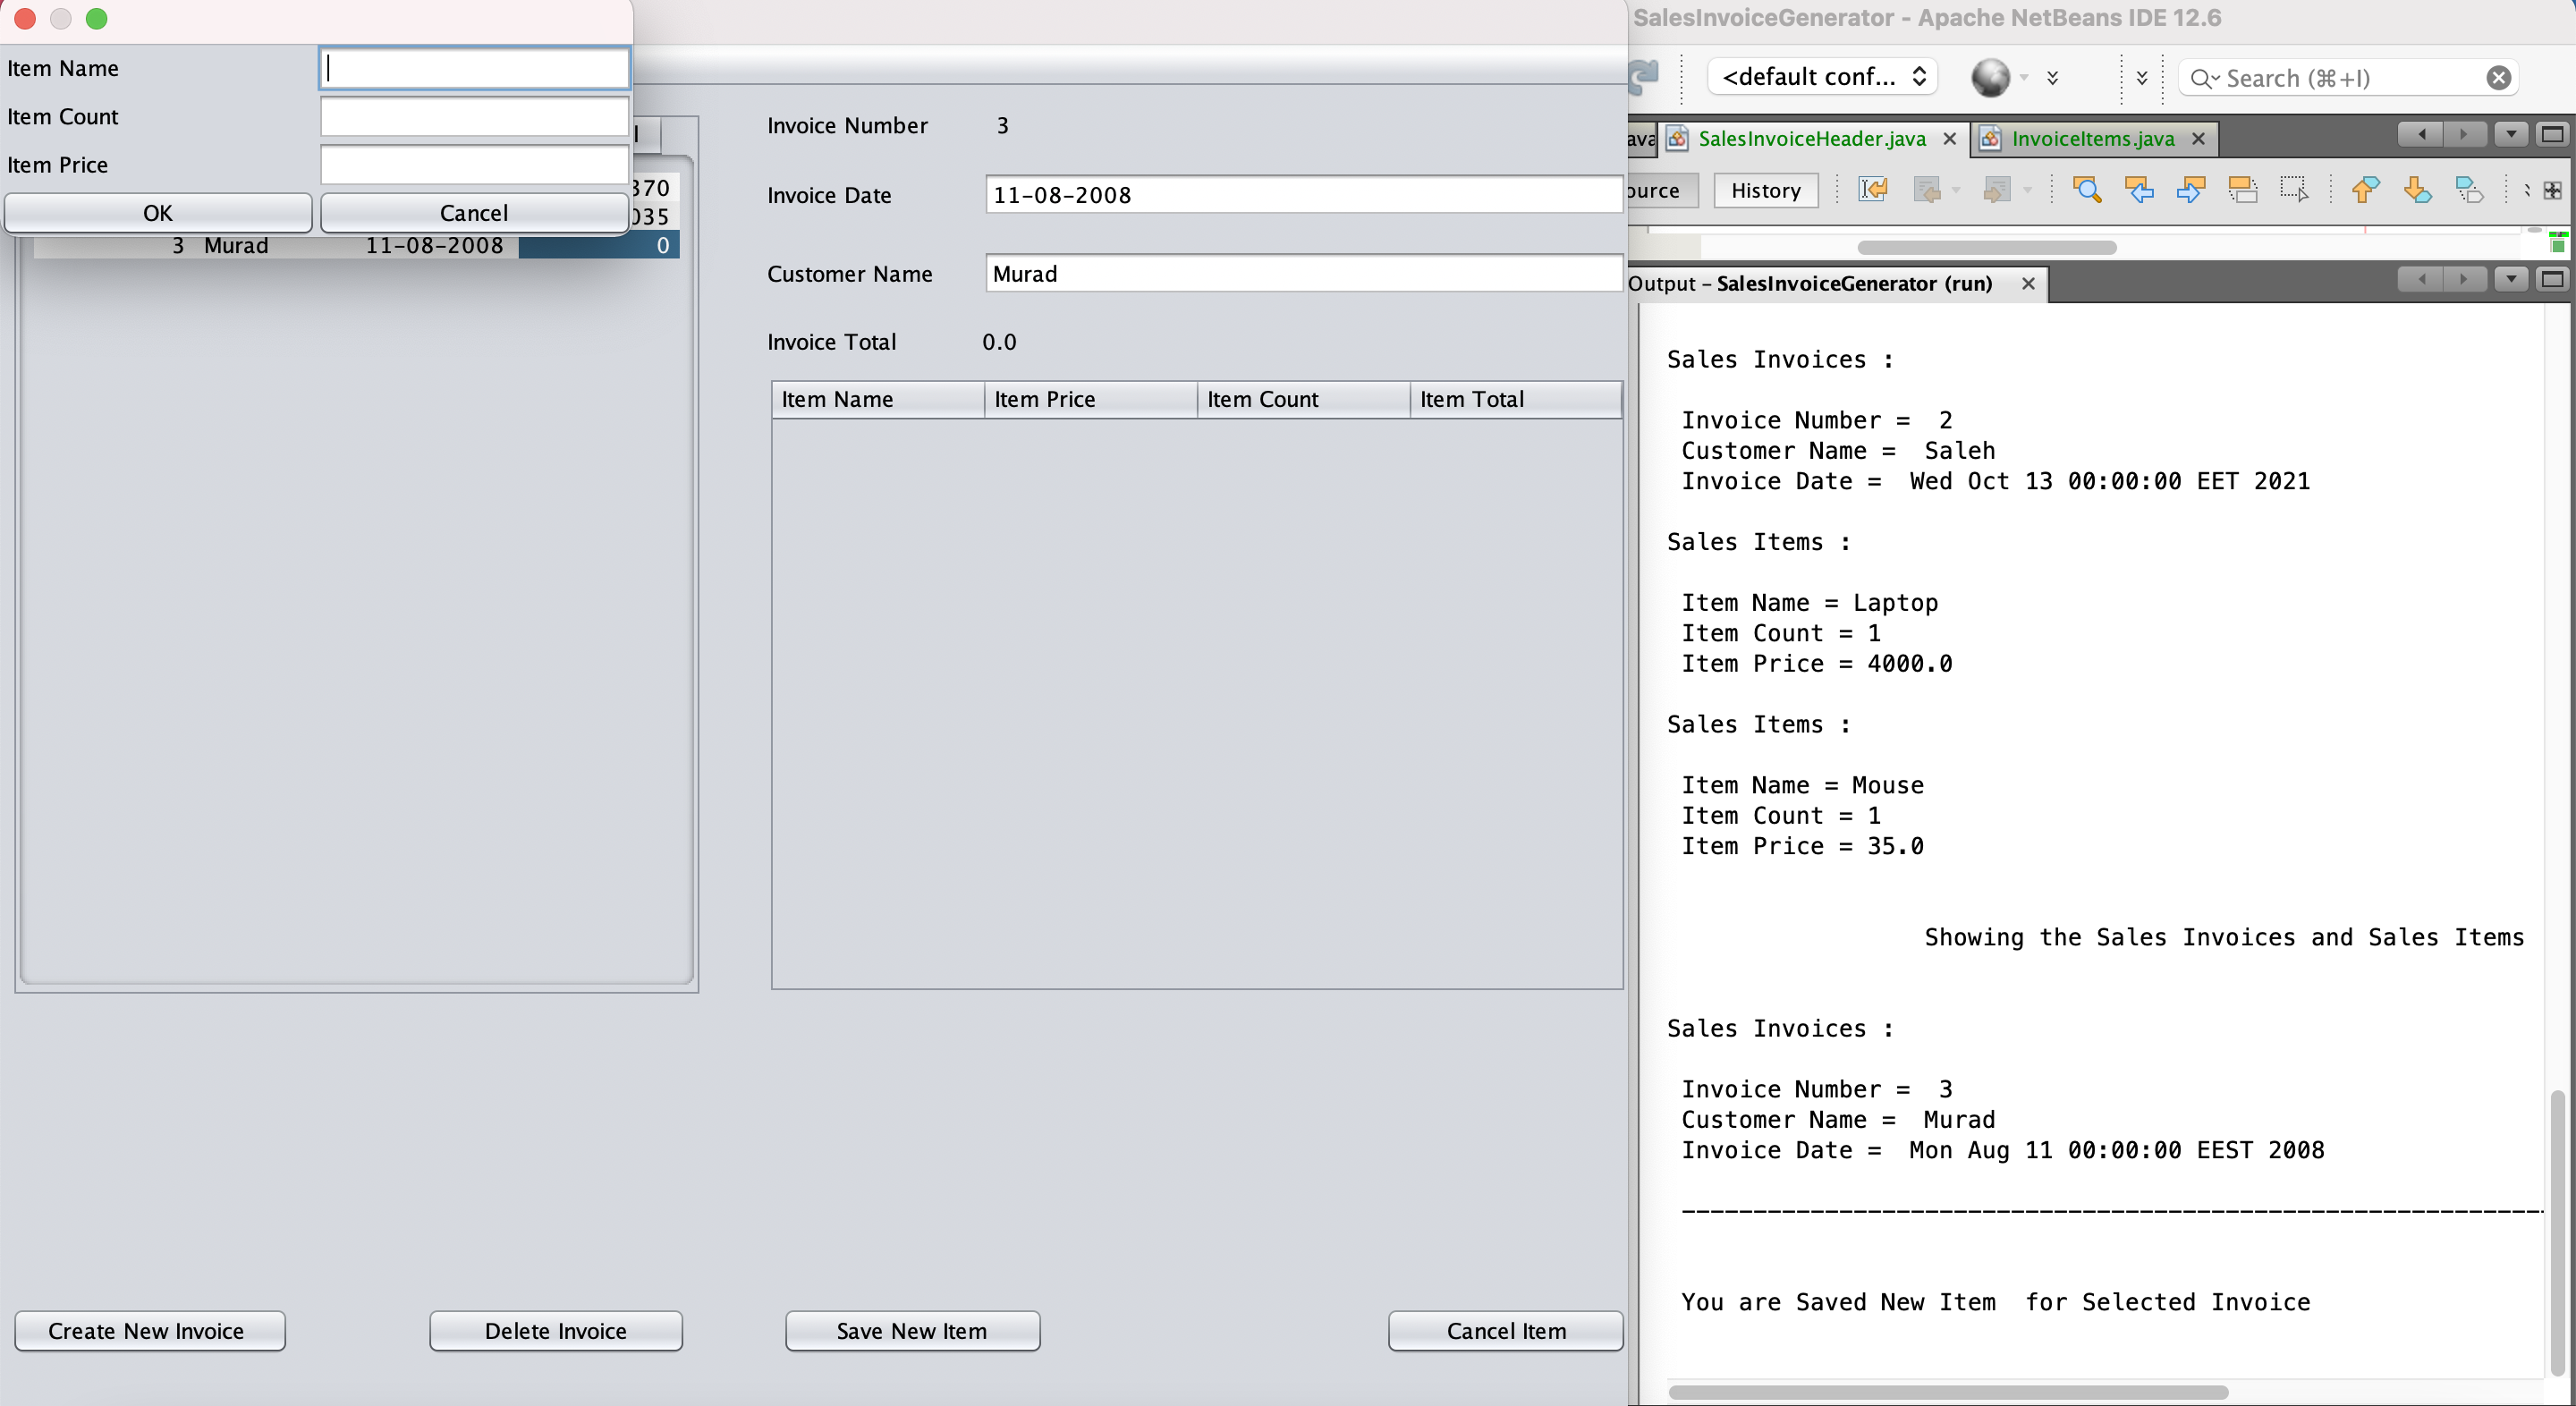 SalesInvoiceGenerator - Apache NetBeans IDE 12.6
<default conf...
Search (⌘+I)
SalesInvoiceHeader.java
InvoiceItems.java
ource
History
Output - SalesInvoiceGenerator (run)
Item Name
Item Count
Item Price
OK
Cancel
370
035
3 Murad 11-08-2008 0
Invoice Number 3
Invoice Date 11-08-2008
Customer Name Murad
Invoice Total 0.0
Item Name Item Price Item Count Item Total
Create New Invoice
Delete Invoice
Save New Item
Cancel Item
Sales Invoices :
Invoice Number = 2
Customer Name = Saleh
Invoice Date = Wed Oct 13 00:00:00 EET 2021
Sales Items :
Item Name = Laptop
Item Count = 1
Item Price = 4000.0
Sales Items :
Item Name = Mouse
Item Count = 1
Item Price = 35.0
Showing the Sales Invoices and Sales Items
Sales Invoices :
Invoice Number = 3
Customer Name = Murad
Invoice Date = Mon Aug 11 00:00:00 EEST 2008
You are Saved New Item for Selected Invoice